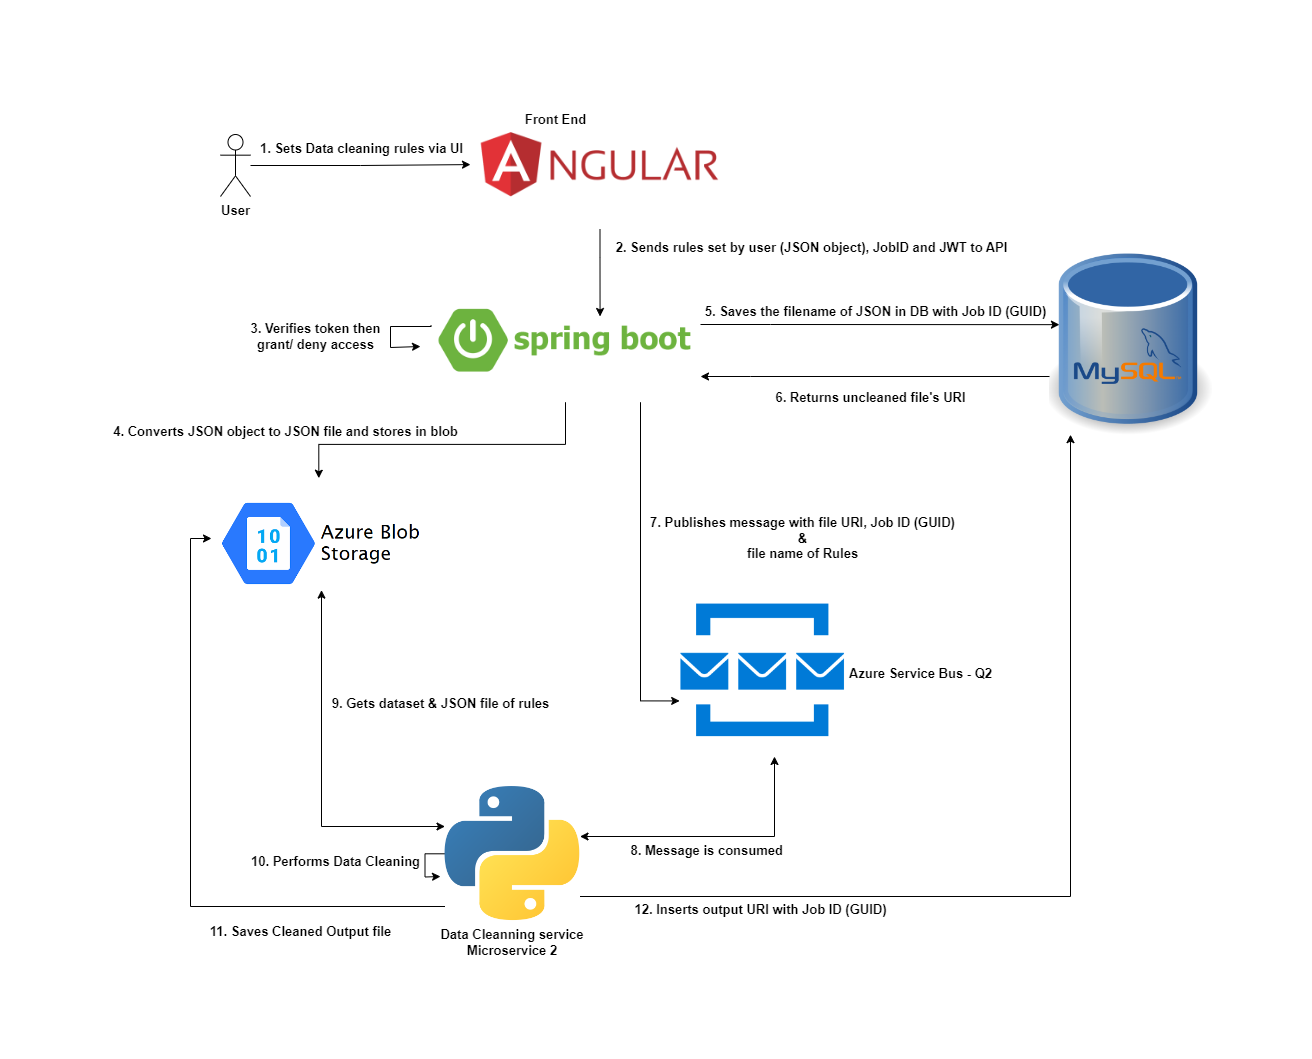 Front End
1. Sets Data cleaning rules via UI
ANGULAR
User
2. Sends rules set by user (JSON object), JobID and JWT to API
5. Saves the filename of JSON in DB with Job ID (GUID)
3. Verifies token then
grant/ deny access
spring boot
MySQL
6. Returns uncleaned file's URI
4. Converts JSON object to JSON file and stores in blob
7. Publishes message with file URI, Job ID (GUID)
&
file name of Rules
10
01
Azure Blob
Storage
Azure Service Bus - Q2
9. Gets dataset & JSON file of rules
8. Message is consumed
10. Performs Data Cleaning
12. Inserts output URI with Job ID (GUID)
11. Saves Cleaned Output file
Data Cleanning service
Microservice 2